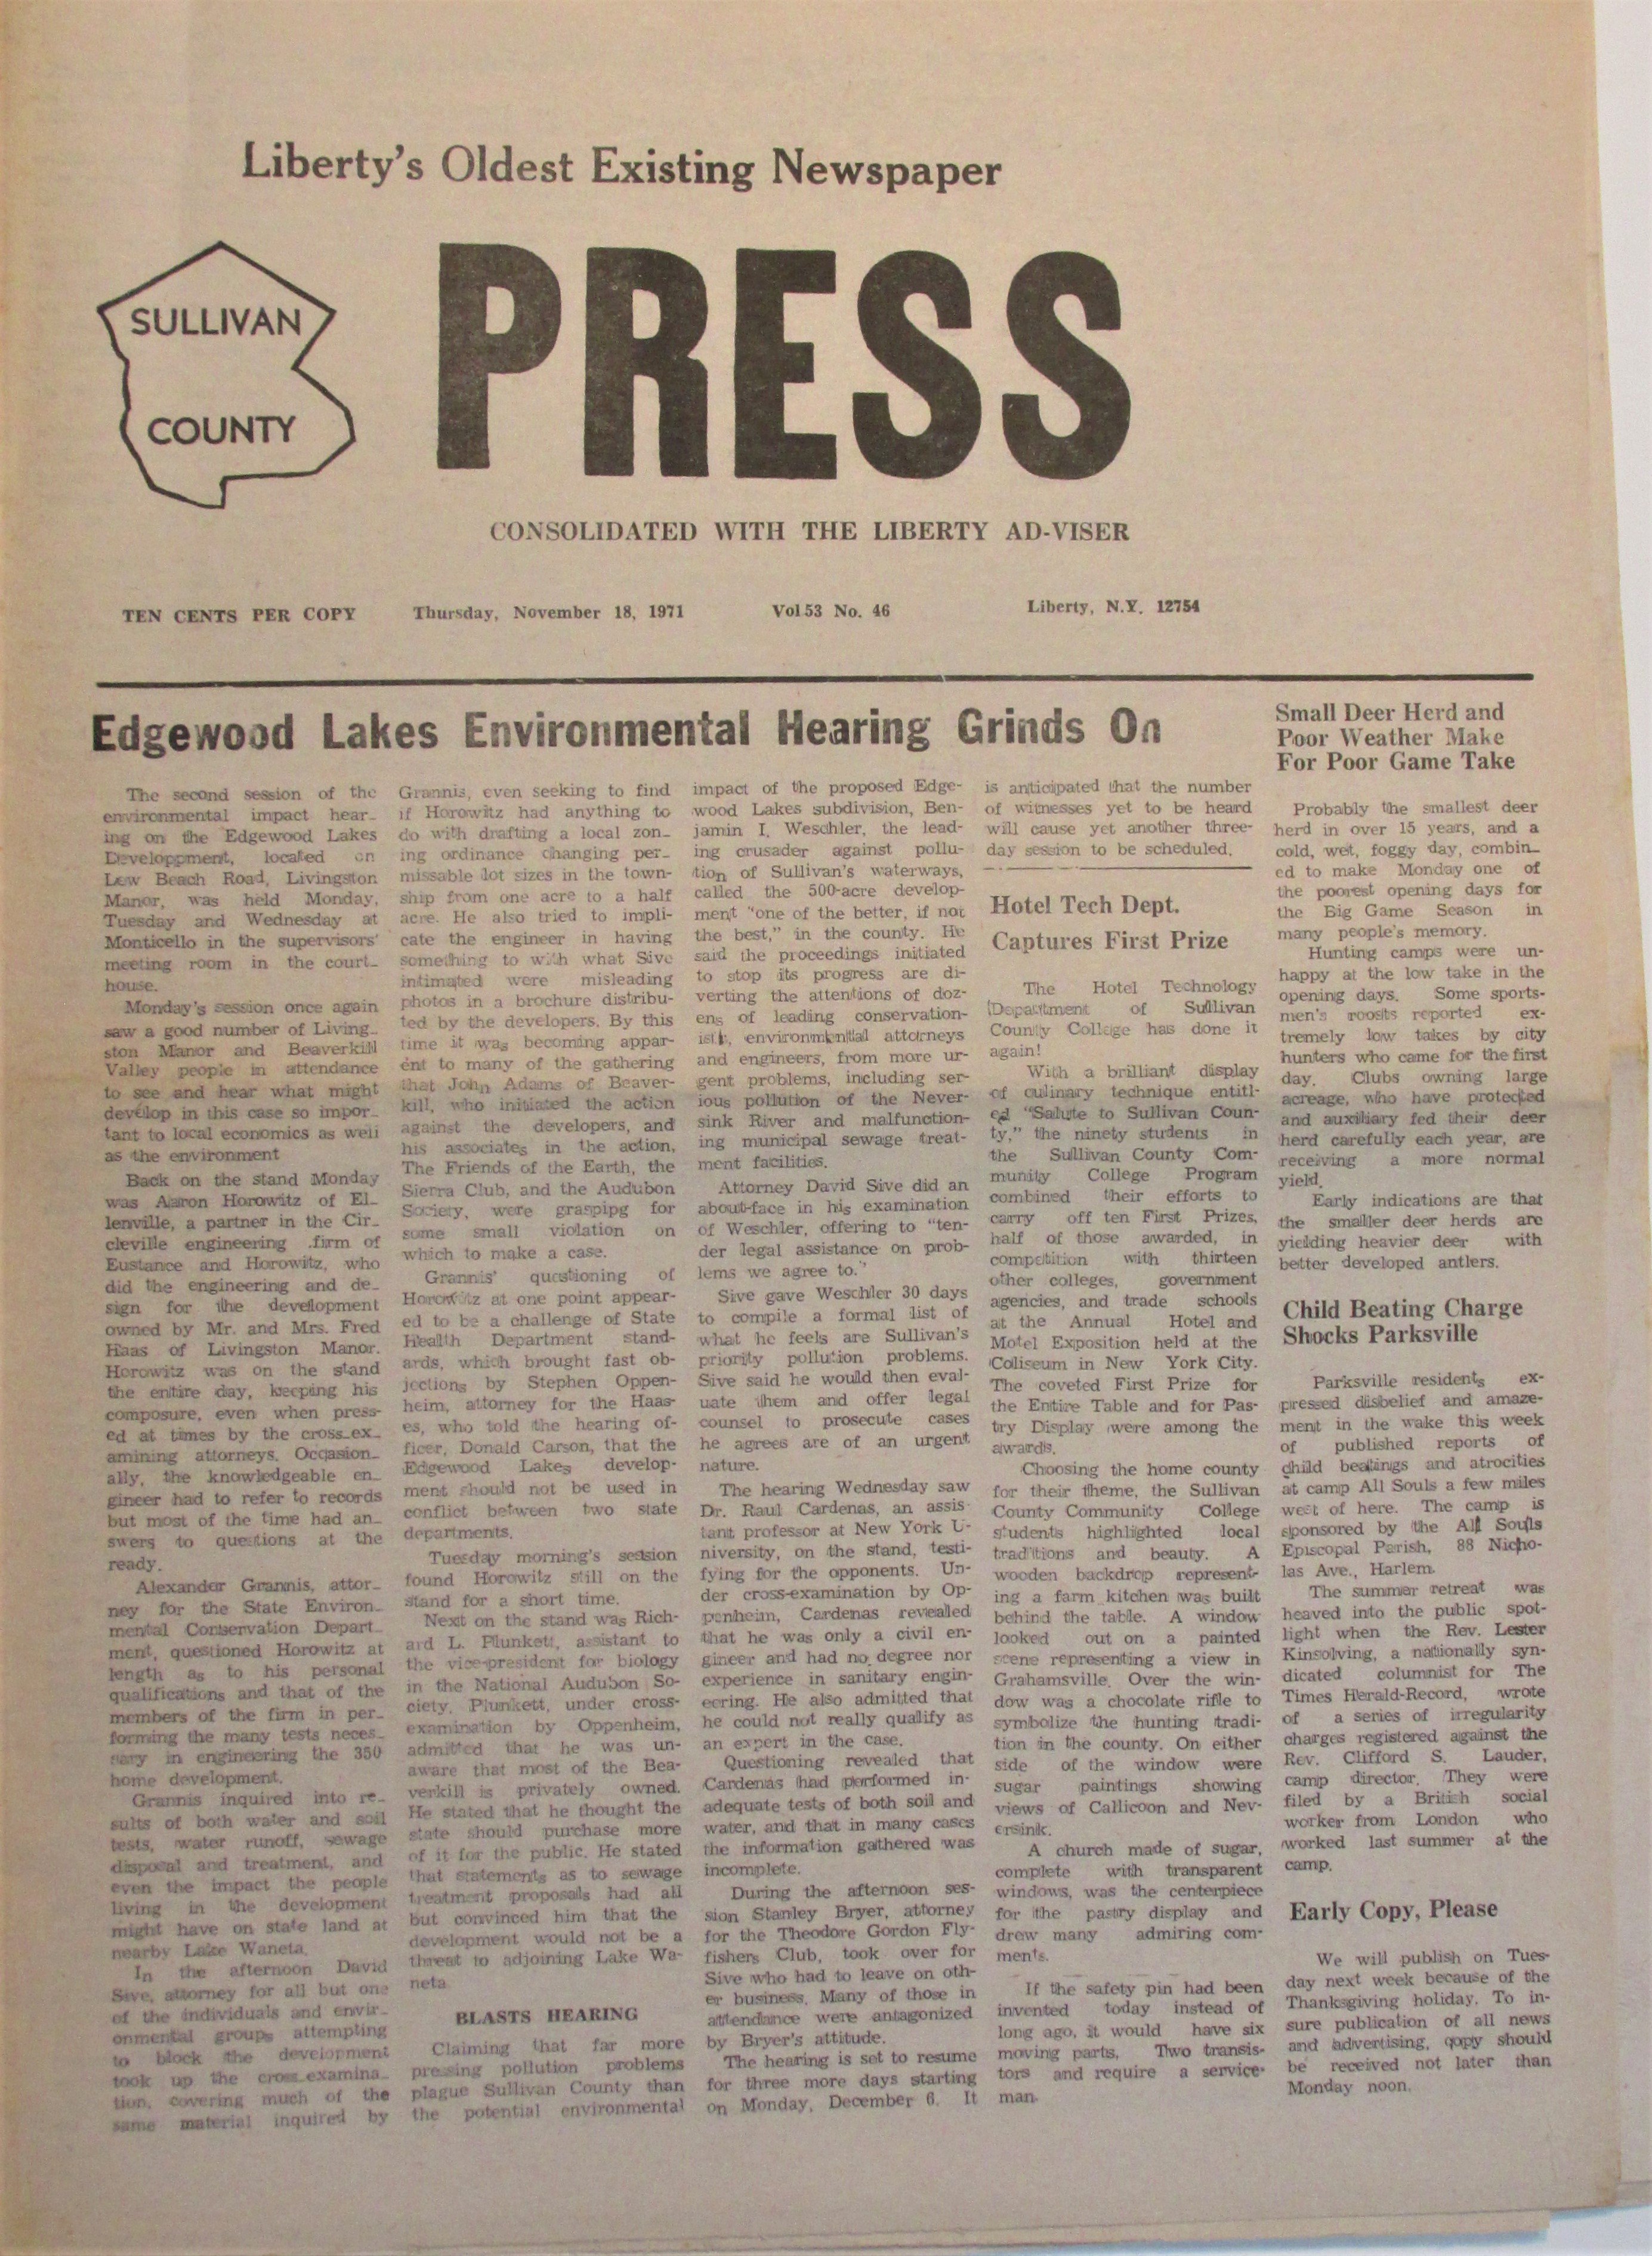 Liberty's Oldest Existing Newspaper
SULLIVAN
COUNTY
PRESS
CONSOLIDATED WITH THE LIBERTY AD-VISER
TEN CENTS PER COPY Thursday, November 18, 1971 Vol 53 No. 46 Liberty, N.Y. 12754
Edgewood Lakes Environmental Hearing Grinds On
The second session of the
environmental impact hear-
ing on the Edgewood Lakes
Developpment, located on
Lew Beach Road, Livingston
Manor, was held Monday,
Tuesday and Wednesday at
Monticello in the supervisors'
meeting room in the court-
house.
Monday's session once again
saw a good number of Living-
ston Manor and Beaverkill
Valley people in attendance
to see and hear what might
develop in this case so impor-
tant to local economics as well
as the environment
Back on the stand Monday
was Aaron Horowitz of El-
lenville, a partner in the Cir-
cleville engineering firm of
Eustance and Horowitz, who
did the engineering and de-
sign for the development
owned by Mr. and Mrs. Fred
Haas of Livingston Manor.
Horowitz was on the stand
the entire day, keeping his
composure, even when press-
ed at times by the cross-ex-
amining attorneys. Occasion-
ally, the knowledgeable en-
gineer had to refer to records
but most of the time had an-
swers to questions at the
ready.
Alexander Grannis, attor-
ney for the State Environ-
mental Conservation Depart-
ment, questioned Horowitz at
length as to his personal
qualifications and that of the
members of the firm in per-
forming the many tests neces-
sary in engineering the 350
home development.
Grannis inquired into re-
sults of both water and soil
tests, water runoff, sewage
disposal and treatment, and
even the impact the people
living in the development
might have on state land at
nearby Lake Waneta.
In the afternoon David
Sive, attorney for all but one
of the individuals and envir-
onmental groups attempting
to block the development
took up the cross-examina-
tion, covering much of the
same material inquired by
Grannis, even seeking to find
if Horowitz had anything to
do with drafting a local zon-
ing ordinance changing per-
missable lot sizes in the town-
ship from one acre to a half
acre. He also tried to impli-
cate the engineer in having
something to with what Sive
intimated were misleading
photos in a brochure distribu-
ted by the developers. By this
time it was becoming appar-
ent to many of the gathering
that John Adams of Beaver-
kill, who initiated the action
against the developers, and
his associates in the action,
The Friends of the Earth, the
Sierra Club, and the Audubon
Society, were graspipg for
some small violation on
which to make a case.
Grannis' questioning of
Horowitz at one point appear-
ed to be a challenge of State
Health Department stand-
ards, which brought fast ob-
jections by Stephen Oppen-
heim, attorney for the Haas-
es, who told the hearing of-
ficer, Donald Carson, that the
Edgewood Lakes develop-
ment should not be used in
conflict between two state
departments.
Tuesday morning's session
found Horowitz still on the
stand for a short time.
Next on the stand was Rich-
ard L. Plunkett, assistant to
the vice-president for biology
in the National Audubon So-
ciety. Plunkett, under cross-
examination by Oppenheim,
admitted that he was un-
aware that most of the Bea-
verkill is privately owned.
He stated that he thought the
state should purchase more
of it for the public. He stated
that statements as to sewage
treatment proposals had all
but convinced him that the
development would not be a
threat to adjoining Lake Wa-
neta
BLASTS HEARING
Claiming that far more
pressing pollution problems
plague Sullivan County than
the potential environmental
impact of the proposed Edge-
wood Lakes subdivision, Ben-
jamin I. Weschler, the lead-
ing crusader against pollu-
tion of Sullivan's waterways,
called the 500-acre develop-
ment "one of the better, if not
the best," in the county. He
said the proceedings initiated
to stop its progress are di-
verting the attentions of doz-
ens of leading conservation-
ists, environmential attorneys
and engineers, from more ur-
gent problems, including ser-
ious pollution of the Never-
sink River and malfunction-
ing municipal sewage treat-
ment facilities.
Attorney David Sive did an
about-face in his examination
of Weschler, offering to "ten-
der legal assistance on prob-
lems we agree to."
Sive gave Weschler 30 days
to compile a formal list of
what he feels are Sullivan's
priority pollution problems.
Sive said he would then eval-
uate them and offer legal
counsel to prosecute cases
he agrees are of an urgent
nature.
The hearing Wednesday saw
Dr. Raul Cardenas, an assis-
tant professor at New York U-
niversity, on the stand, testi-
fying for the opponents. Un-
der cross-examination by Op-
penheim, Cardenas revealed
that he was only a civil en-
gineer and had no degree nor
experience in sanitary engin-
eering. He also admitted that
he could not really qualify as
an expert in the case.
Questioning revealed that
Cardenas had performed in-
adequate tests of both soil and
water, and that in many cases
the information gathered was
incomplete.
During the afternoon ses-
sion Stanley Bryer, attorney
for the Theodore Gordon Fly-
fishers Club, took over for
Sive who had to leave on oth-
er business. Many of those in
attendance were antagonized
by Bryer's attitude.
The hearing is set to resume
for three more days starting
on Monday, December 6. It
is anticipated that the number
of witnesses yet to be heard
will cause yet another three-
day session to be scheduled.
Hotel Tech Dept.
Captures First Prize
The Hotel Technology
Department of Sullivan
County College has done it
again!
With a brilliant display
of culinary technique entitl-
ed "Salute to Sullivan Coun-
ty," the ninety students in
the Sullivan County Com-
munity College Program
combined their efforts to
carry off ten First Prizes,
half of those awarded, in
competition with thirteen
other colleges, government
agencies, and trade schools
at the Annual Hotel and
Motel Exposition held at the
Coliseum in New York City.
The coveted First Prize for
the Entire Table and for Pas-
try Display were among the
awards.
Choosing the home county
for their theme, the Sullivan
County Community College
students highlighted local
traditions and beauty. A
wooden backdrop represent-
ing a farm kitchen was built
behind the table. A window
looked out on a painted
scene representing a view in
Grahamsville. Over the win-
dow was a chocolate rifle to
symbolize the hunting tradi-
tion in the county. On either
side of the window were
sugar paintings showing
views of Callicoon and Nev-
ersink.
A church made of sugar,
complete with transparent
windows, was the centerpiece
for the pastry display and
drew many admiring com-
ments.
If the safety pin had been
invented today instead of
long ago, it would have six
moving parts. Two transis-
tors and require a service-
man.
Small Deer Herd and
Poor Weather Make
For Poor Game Take
Probably the smallest deer
herd in over 15 years, and a
cold, wet, foggy day, combin-
ed to make Monday one of
the poorest opening days for
the Big Game Season in
many people's memory.
Hunting camps were un-
happy at the low take in the
opening days. Some sports-
men's roosts reported ex-
tremely low takes by city
hunters who came for the first
day. Clubs owning large
acreage, who have protected
and auxiliary fed their deer
herd carefully each year, are
receiving a more normal
yield.
Early indications are that
the smaller deer herds are
yielding heavier deer with
better developed antlers.
Child Beating Charge
Shocks Parksville
Parksville residents ex-
pressed disbelief and amaze-
ment in the wake this week
of published reports of
child beatings and atrocities
at camp All Souls a few miles
west of here. The camp is
sponsored by the All Souls
Episcopal Parish, 88 Nicho-
las Ave., Harlem.
The summer retreat was
heaved into the public spot-
light when the Rev. Lester
Kinsolving, a nationally syn-
dicated columnist for The
Times Herald-Record, wrote
of a series of irregularity
charges registered against the
Rev. Clifford S. Lauder,
camp director. They were
filed by a British social
worker from London who
worked last summer at the
camp.
Early Copy, Please
We will publish on Tues-
day next week because of the
Thanksgiving holiday. To in-
sure publication of all news
and advertising, copy should
be received not later than
Monday noon.